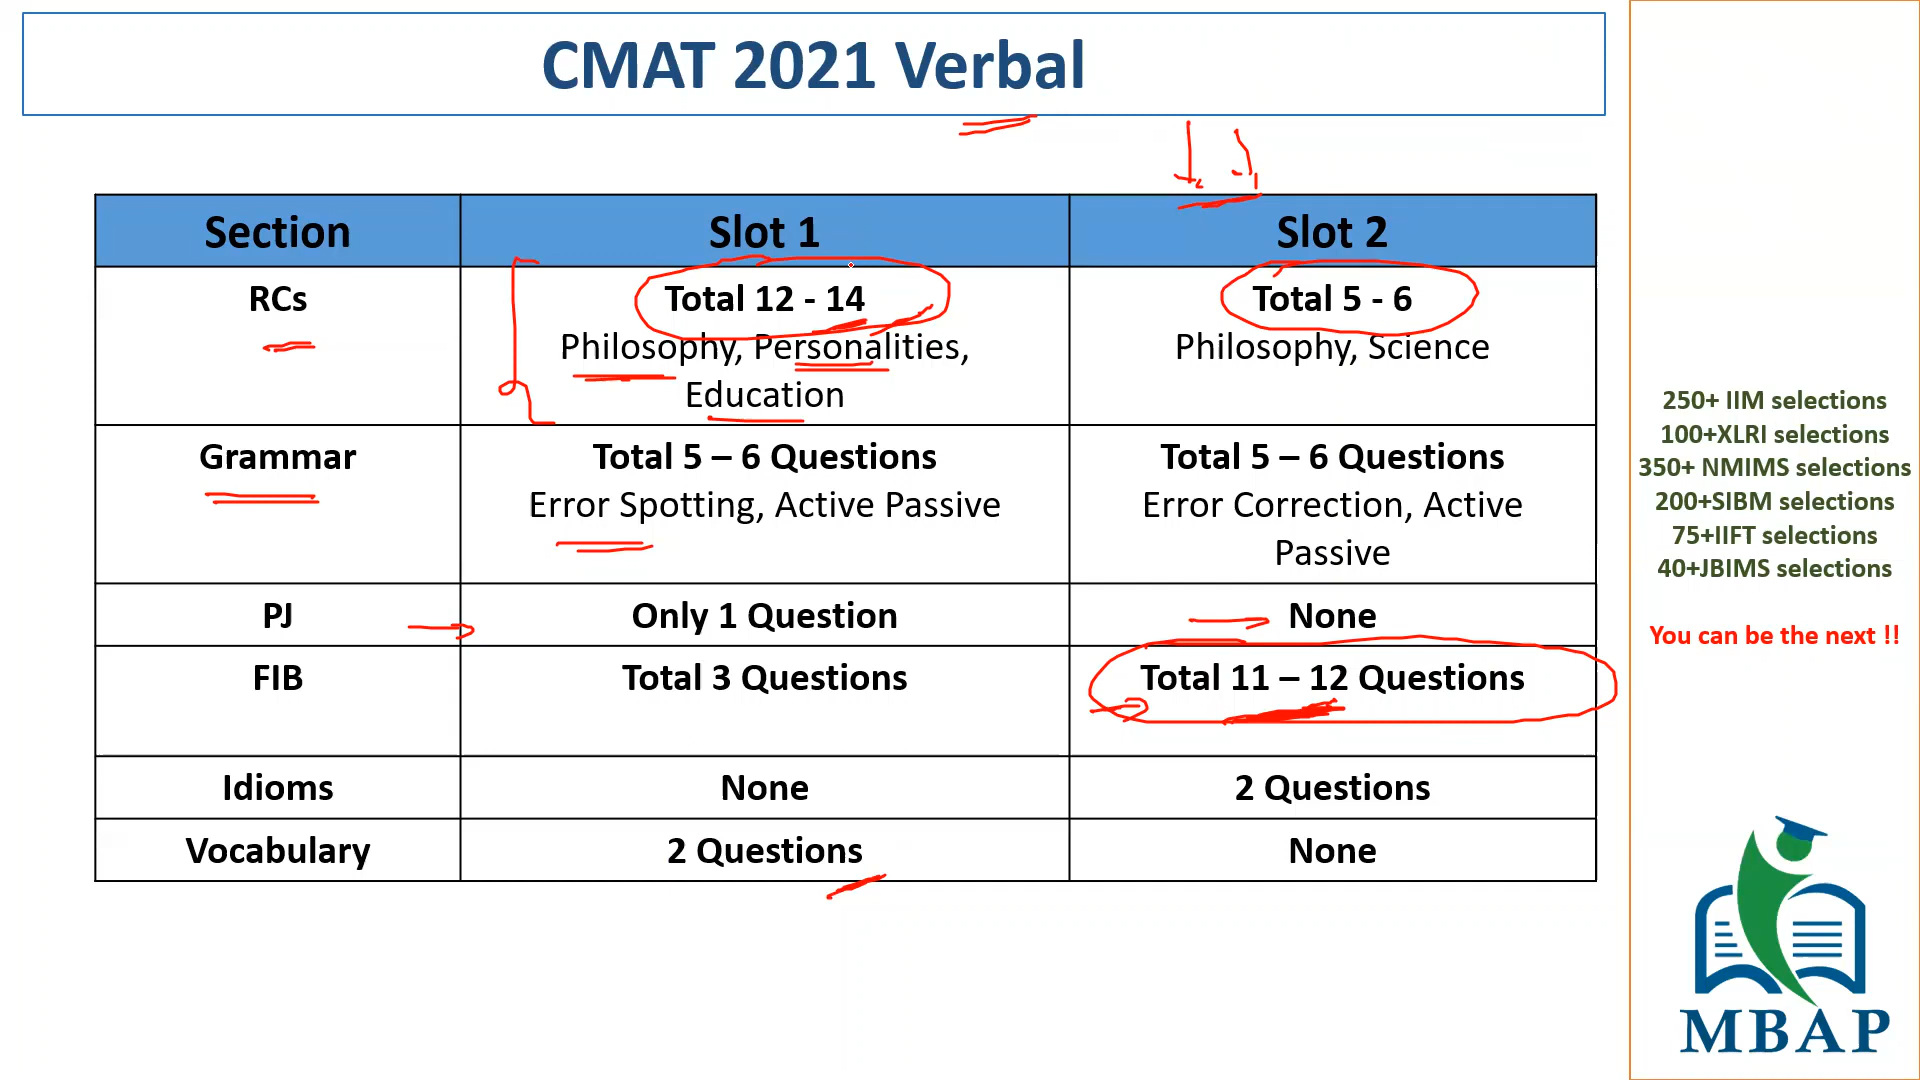 CMAT 2021 Verbal
Section
Slot 1
Slot 2
RCs
Total 12 - 14
Philosophy, Personalities,
Education
Total 5 - 6
Philosophy, Science
Grammar
Total 5 – 6 Questions
Error Spotting, Active Passive
Total 5 – 6 Questions
Error Correction, Active
Passive
PJ
Only 1 Question
None
FIB
Total 3 Questions
Total 11 – 12 Questions
Idioms
None
2 Questions
Vocabulary
2 Questions
None
250+ IIM selections
100+XLRI selections
350+ NMIMS selections
200+SIBM selections
75+IIFT selections
40+JBIMS selections
You can be the next !!
MBAP